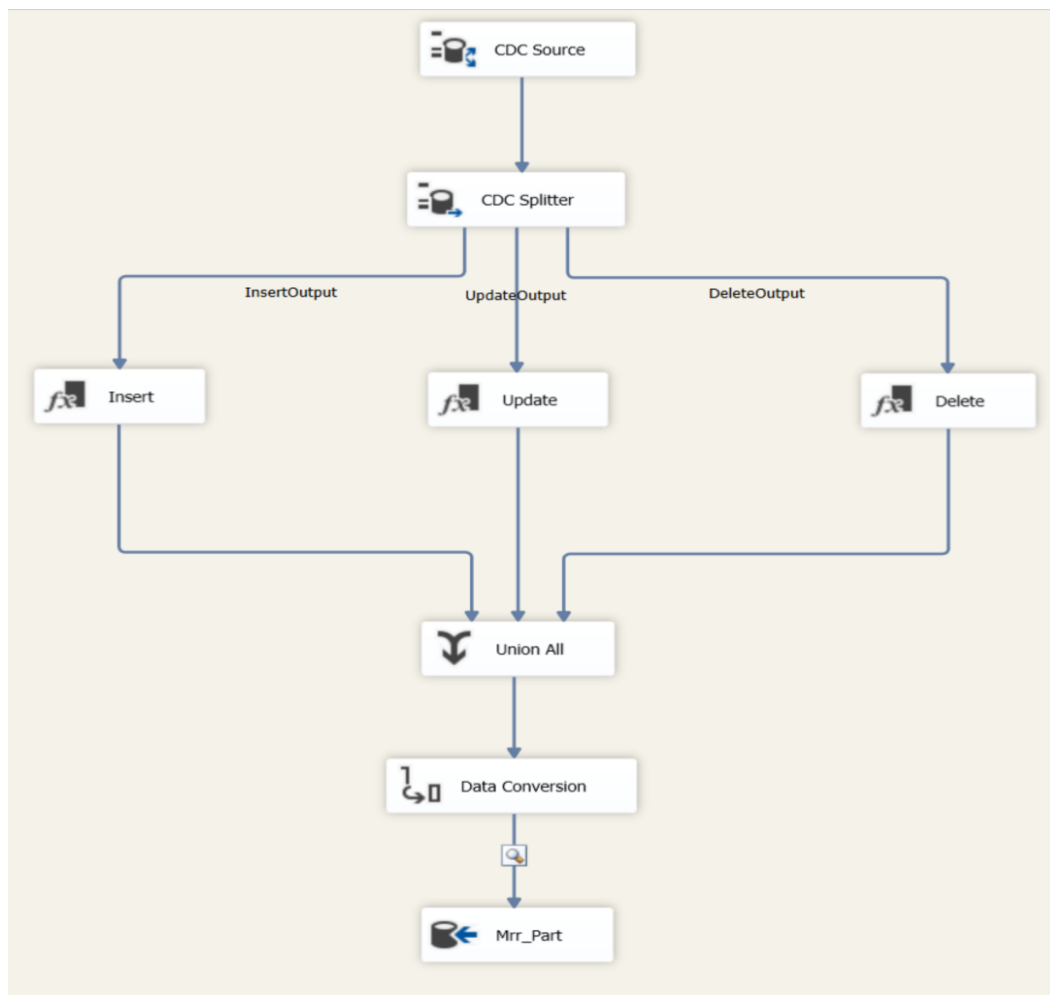 CDC Source
CDC Splitter
InsertOutput
UpdateOutput
DeleteOutput
Insert
Update
Delete
Union All
Data Conversion
Mrr_Part